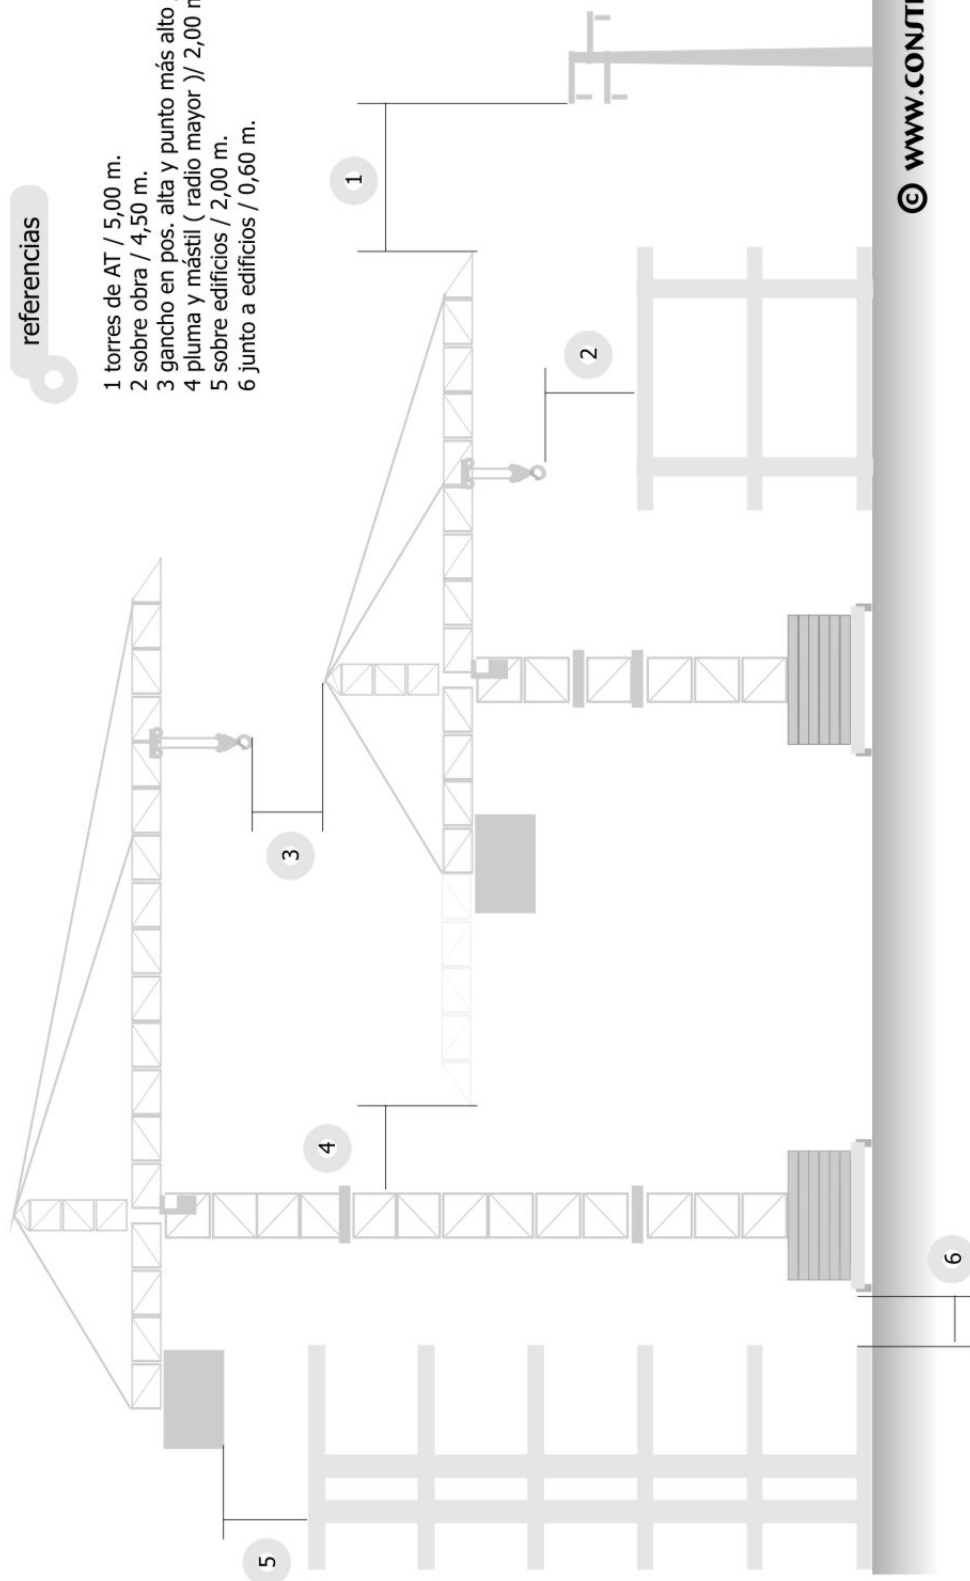 referencias
1 torres de AT / 5,00 m.
2 sobre obra / 4,50 m.
3 gancho en pos. alta y punto más alto
4 pluma y mástil ( radio mayor )/ 2,00 m
5 sobre edificios / 2,00 m.
6 junto a edificios / 0,60 m.
1
2
3
4
5
6
© WWW.CONSTR